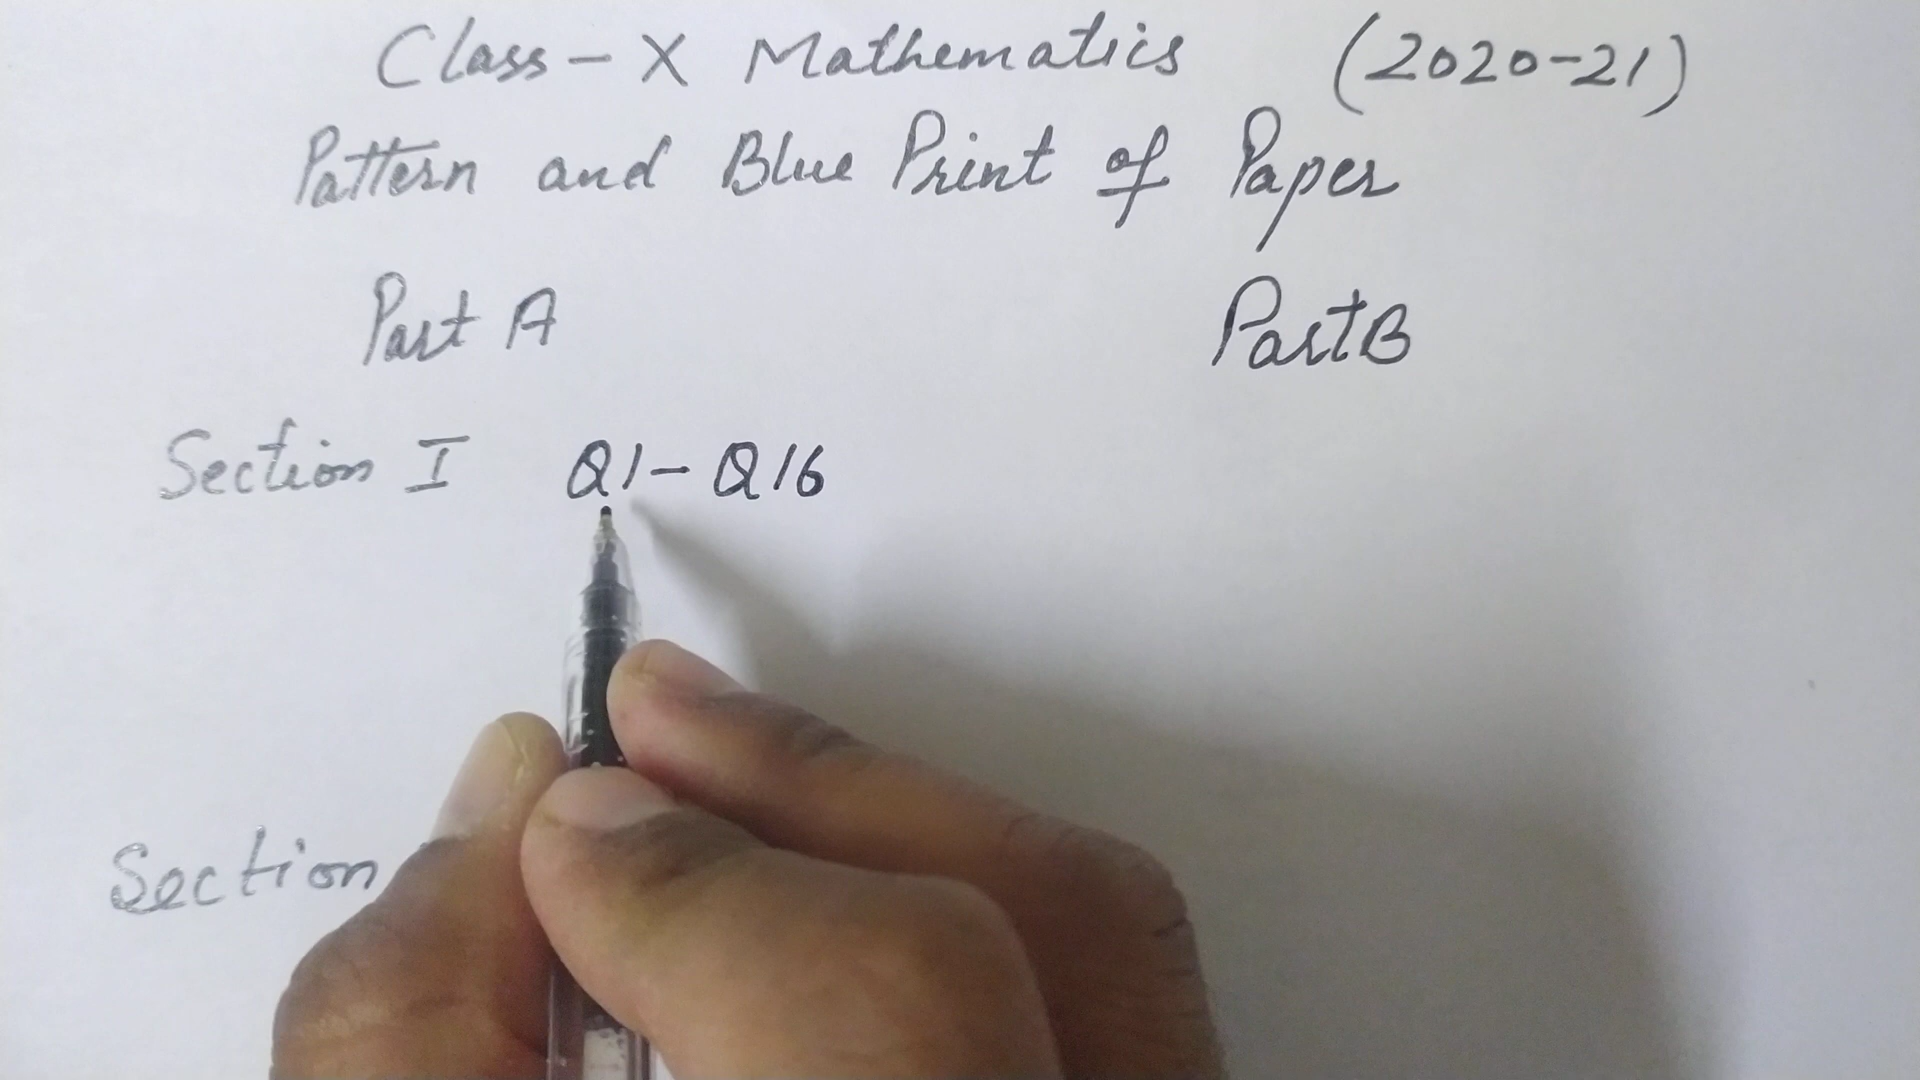 Class - X Mathematics (2020-21)
Pattern and Blue Print of Paper
Part A Part B
Section I Q1 - Q16
Section